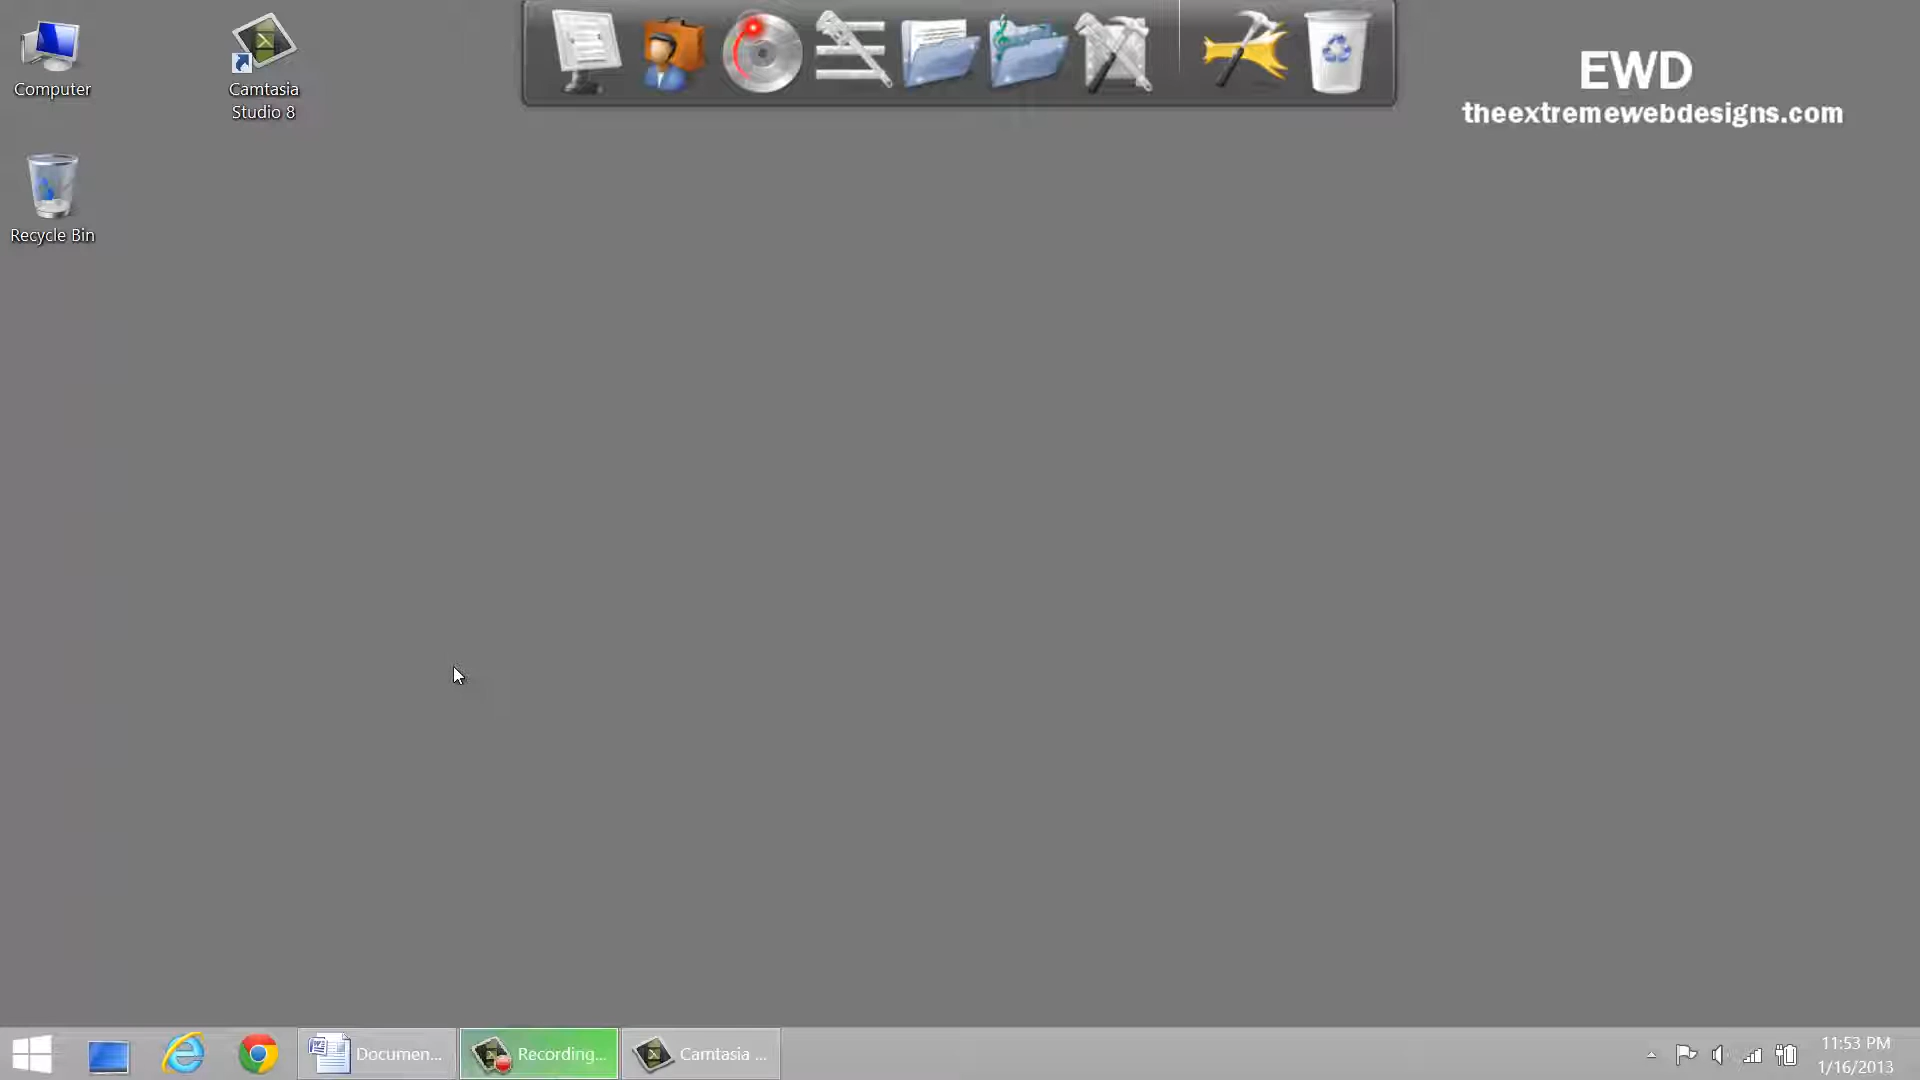 Computer
Camtasia
Studio 8
EWD
theextremewebdesigns.com
Recycle Bin
Documen...
Recording...
Camtasia ...
11:53 PM
1/16/2013